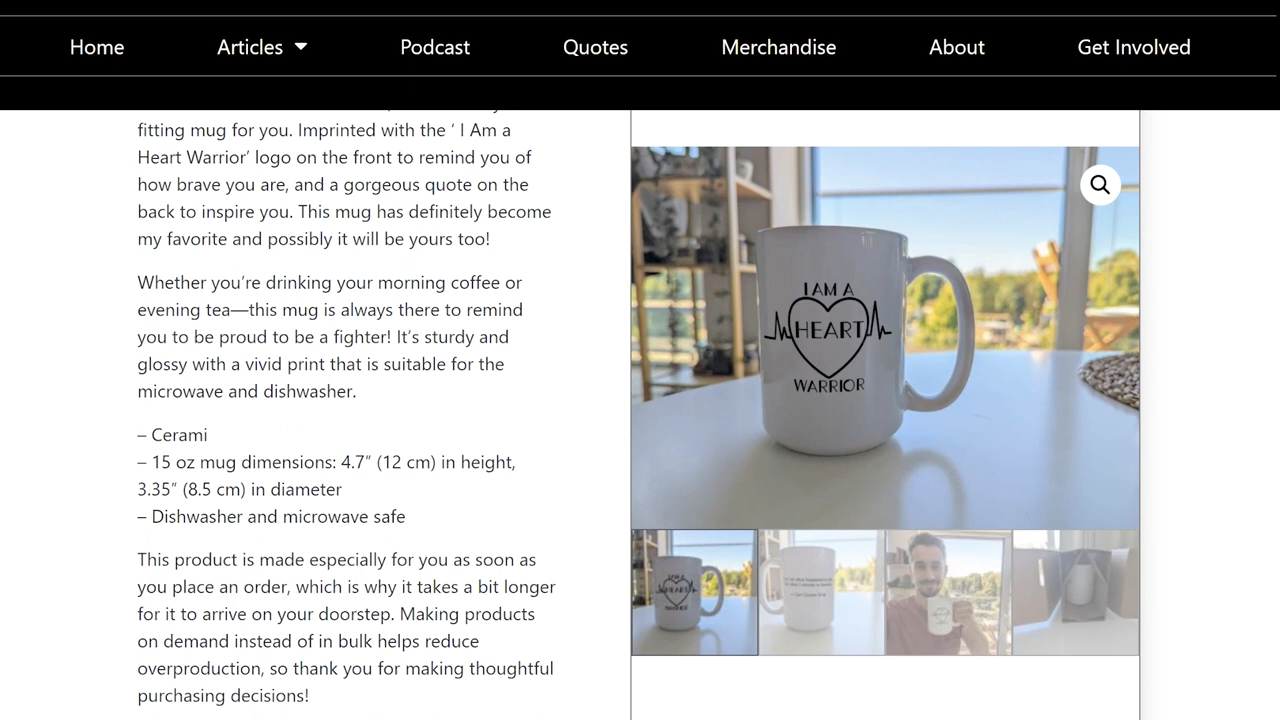 Home Articles Podcast Quotes Merchandise About Get Involved
fitting mug for you. Imprinted with the ‘ I Am a
Heart Warrior’ logo on the front to remind you of
how brave you are, and a gorgeous quote on the
back to inspire you. This mug has definitely become
my favorite and possibly it will be yours too!
Whether you’re drinking your morning coffee or
evening tea—this mug is always there to remind
you to be proud to be a fighter! It’s sturdy and
glossy with a vivid print that is suitable for the
microwave and dishwasher.
– Cerami
– 15 oz mug dimensions: 4.7″ (12 cm) in height,
3.35″ (8.5 cm) in diameter
– Dishwasher and microwave safe
This product is made especially for you as soon as
you place an order, which is why it takes a bit longer
for it to arrive on your doorstep. Making products
on demand instead of in bulk helps reduce
overproduction, so thank you for making thoughtful
purchasing decisions!
I AM A
HEART
WARRIOR